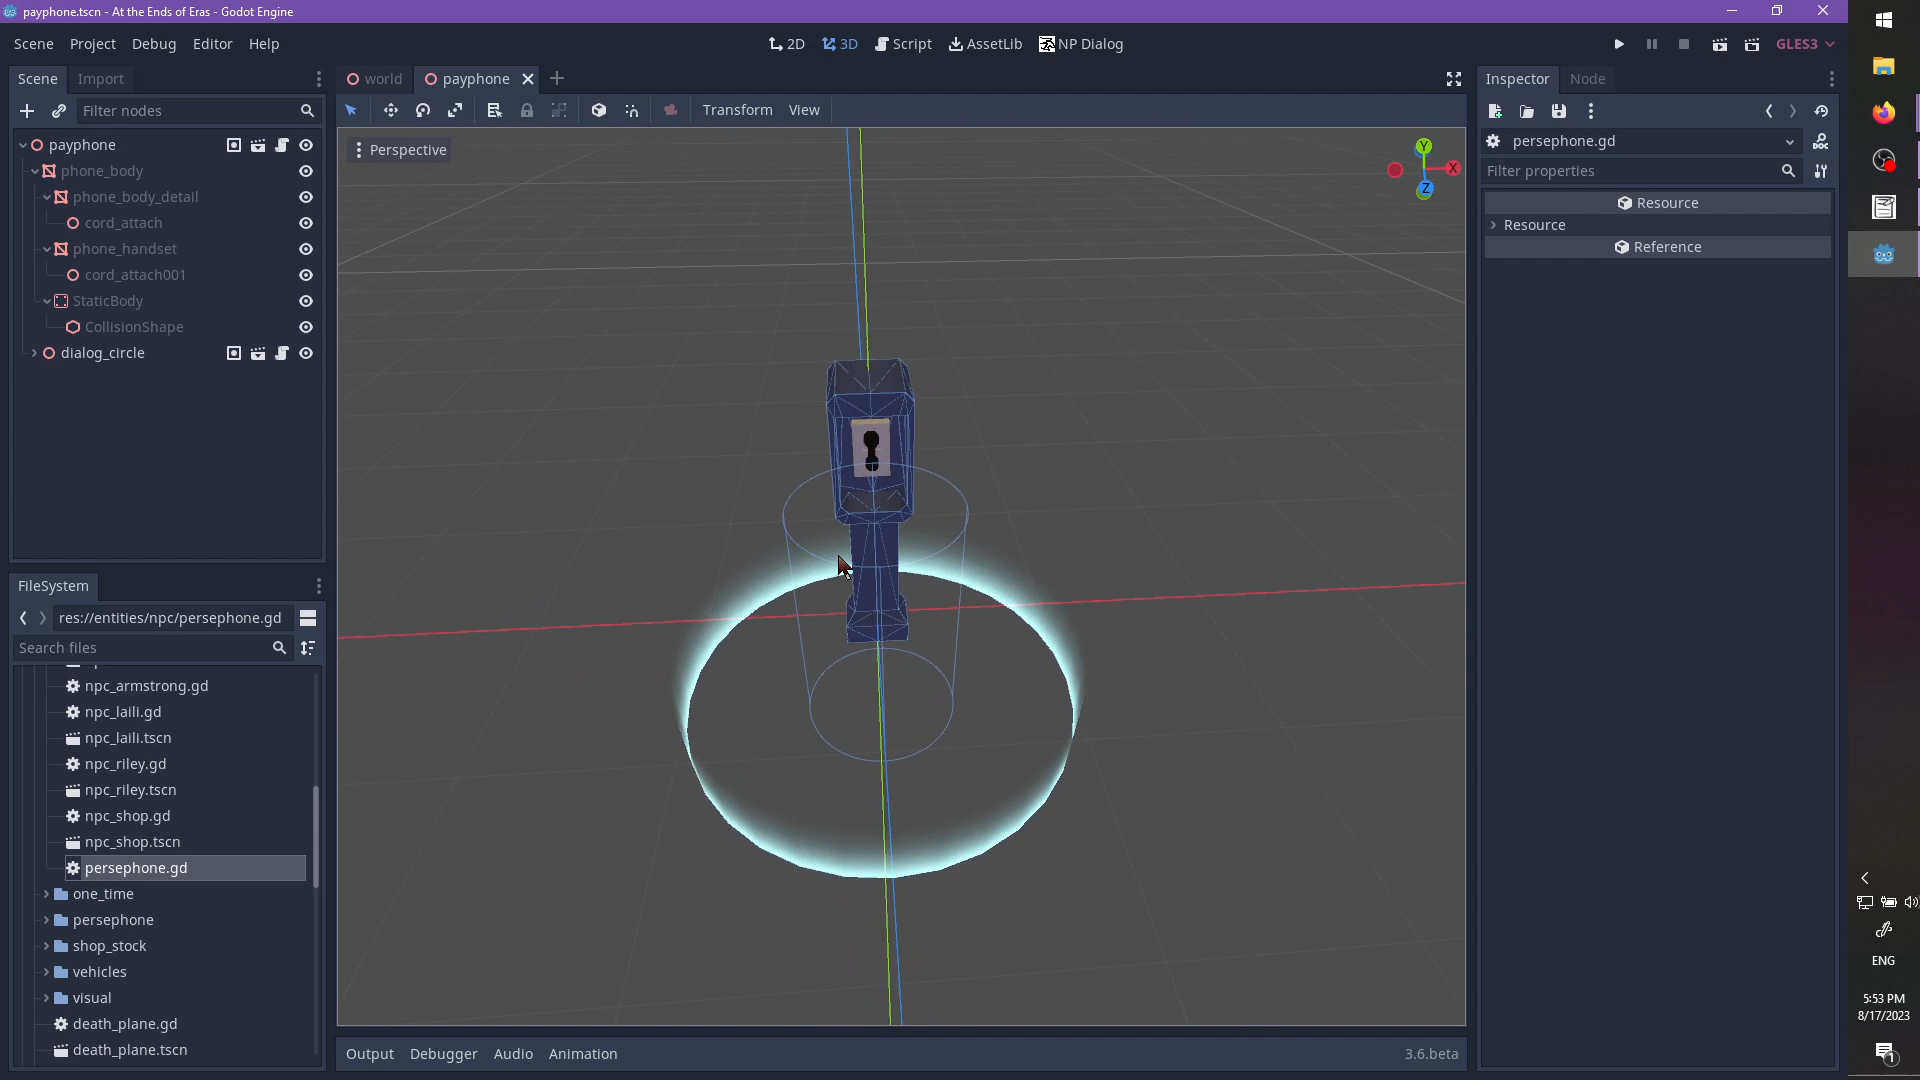 payphone.tscn - At the Ends of Eras - Godot Engine
Scene Project Debug Editor Help
2D 3D Script AssetLib NP Dialog
GLES3
Scene Import
world payphone
Inspector Node
Filter nodes
Transform View
payphone
phone_body
phone_body_detail
cord_attach
phone_handset
cord_attach001
StaticBody
CollisionShape
dialog_circle
Perspective
Y
X
Z
persephone.gd
Filter properties
Resource
Resource
Reference
FileSystem
res://entities/npc/persephone.gd
Search files
npc_armstrong.gd
npc_laili.gd
npc_laili.tscn
npc_riley.gd
npc_riley.tscn
npc_shop.gd
npc_shop.tscn
persephone.gd
one_time
persephone
shop_stock
vehicles
visual
death_plane.gd
death_plane.tscn
Output Debugger Audio Animation
3.6.beta
ENG
5:53 PM
8/17/2023
1